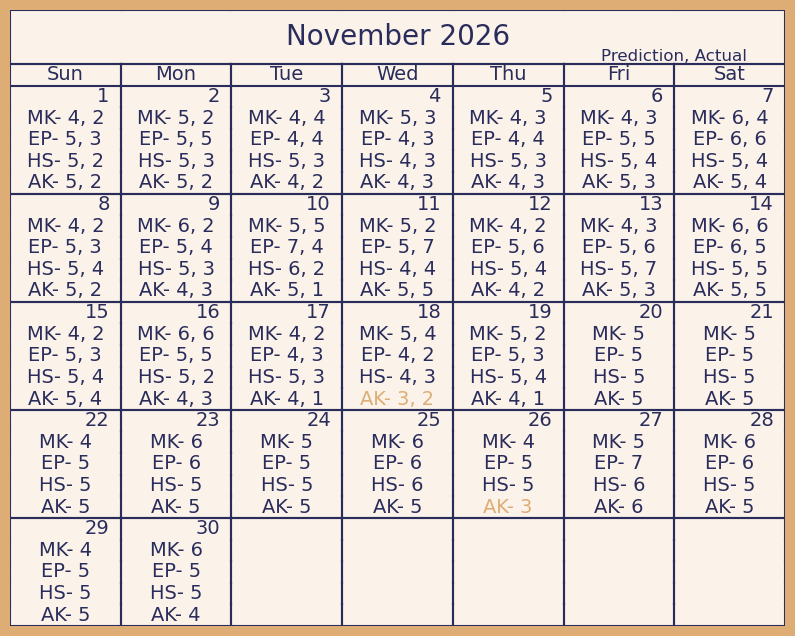 November 2026
Prediction, Actual
Sun Mon Tue Wed Thu Fri Sat
1 2 3 4 5 6 7
MK- 4, 2 MK- 5, 2 MK- 4, 4 MK- 5, 3 MK- 4, 3 MK- 4, 3 MK- 6, 4
EP- 5, 3 EP- 5, 5 EP- 4, 4 EP- 4, 3 EP- 4, 4 EP- 5, 5 EP- 6, 6
HS- 5, 2 HS- 5, 3 HS- 5, 3 HS- 4, 3 HS- 5, 3 HS- 5, 4 HS- 5, 4
AK- 5, 2 AK- 5, 2 AK- 4, 2 AK- 4, 3 AK- 4, 3 AK- 5, 3 AK- 5, 4
8 9 10 11 12 13 14
MK- 4, 2 MK- 6, 2 MK- 5, 5 MK- 5, 2 MK- 4, 2 MK- 4, 3 MK- 6, 6
EP- 5, 3 EP- 5, 4 EP- 7, 4 EP- 5, 7 EP- 5, 6 EP- 5, 6 EP- 6, 5
HS- 5, 4 HS- 5, 3 HS- 6, 2 HS- 4, 4 HS- 5, 4 HS- 5, 7 HS- 5, 5
AK- 5, 2 AK- 4, 3 AK- 5, 1 AK- 5, 5 AK- 4, 2 AK- 5, 3 AK- 5, 5
15 16 17 18 19 20 21
MK- 4, 2 MK- 6, 6 MK- 4, 2 MK- 5, 4 MK- 5, 2 MK- 5 MK- 5
EP- 5, 3 EP- 5, 5 EP- 4, 3 EP- 4, 2 EP- 5, 3 EP- 5 EP- 5
HS- 5, 4 HS- 5, 2 HS- 5, 3 HS- 4, 3 HS- 5, 4 HS- 5 HS- 5
AK- 5, 4 AK- 4, 3 AK- 4, 1 AK- 3, 2 AK- 4, 1 AK- 5 AK- 5
22 23 24 25 26 27 28
MK- 4 MK- 6 MK- 5 MK- 6 MK- 4 MK- 5 MK- 6
EP- 5 EP- 6 EP- 5 EP- 6 EP- 5 EP- 7 EP- 6
HS- 5 HS- 5 HS- 5 HS- 6 HS- 5 HS- 6 HS- 5
AK- 5 AK- 5 AK- 5 AK- 5 AK- 3 AK- 6 AK- 5
29 30
MK- 4 MK- 6
EP- 5 EP- 5
HS- 5 HS- 5
AK- 5 AK- 4